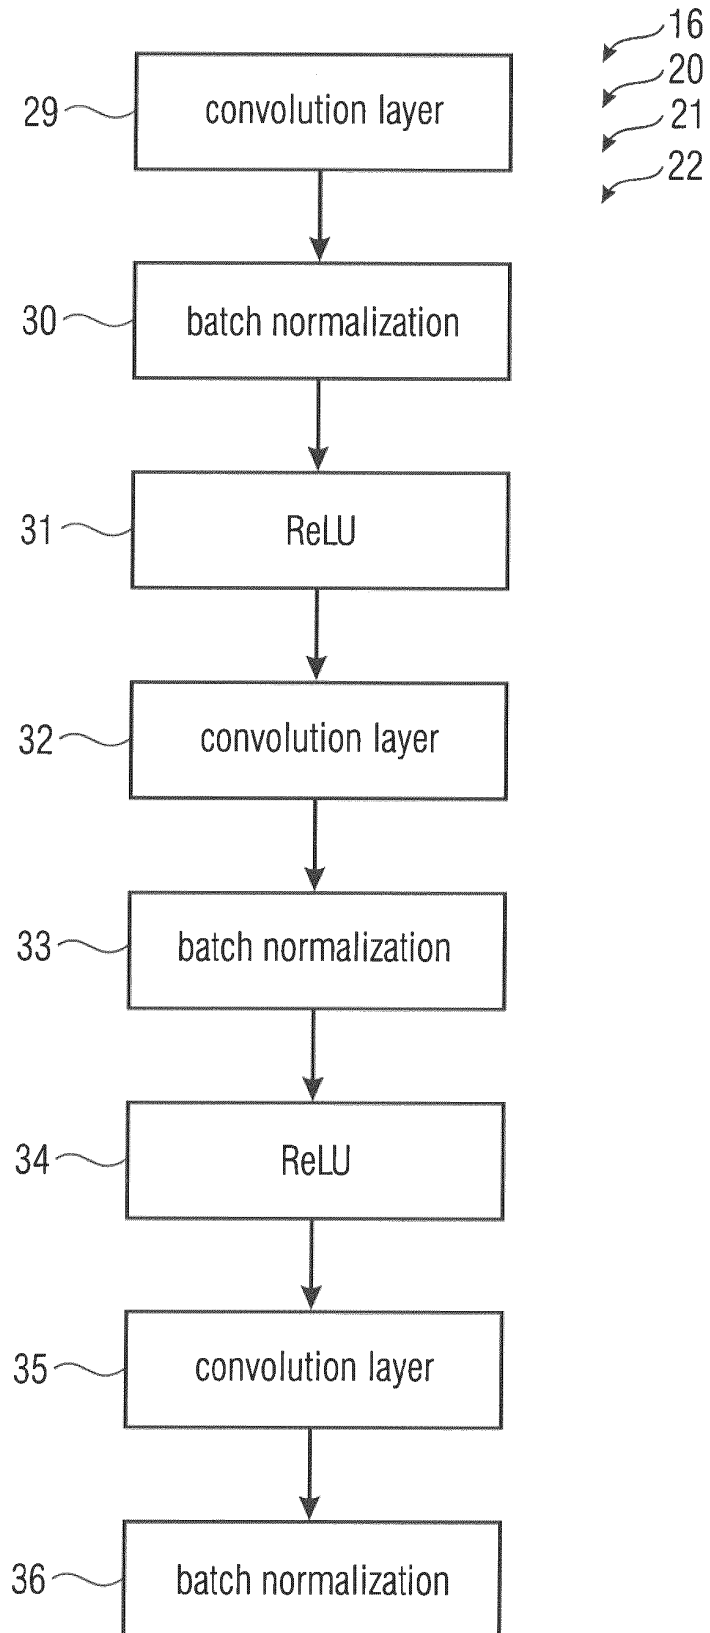 16
20
21
22
29 convolution layer
30 batch normalization
31 ReLU
32 convolution layer
33 batch normalization
34 ReLU
35 convolution layer
36 batch normalization